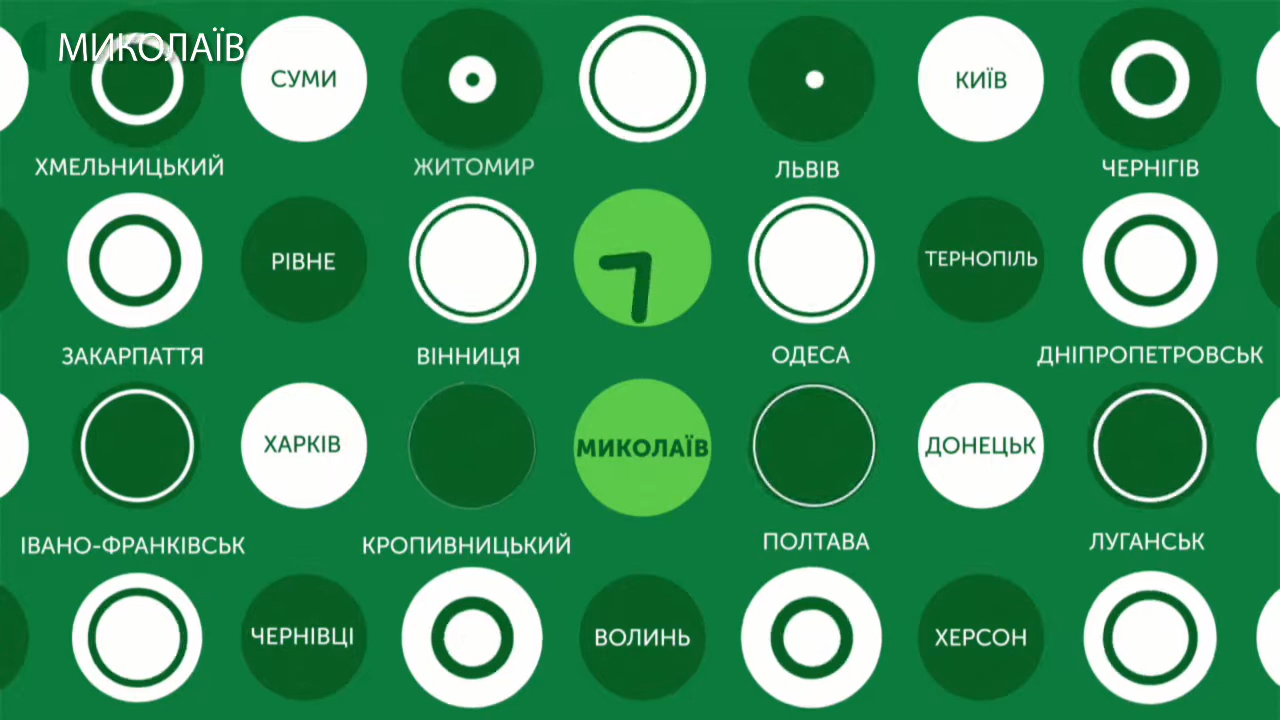 МИКОЛАЇВ
СУМИ
КИЇВ
ХМЕЛЬНИЦЬКИЙ
ЖИТОМИР
ЛЬВІВ
ЧЕРНІГІВ
РІВНЕ
ТЕРНОПІЛЬ
ЗАКАРПАТТЯ
ВІННИЦЯ
ОДЕСА
ДНІПРОПЕТРОВСЬК
ХАРКІВ
МИКОЛАЇВ
ДОНЕЦЬК
ІВАНО-ФРАНКІВСЬК
КРОПИВНИЦЬКИЙ
ПОЛТАВА
ЛУГАНСЬК
ЧЕРНІВЦІ
ВОЛИНЬ
ХЕРСОН